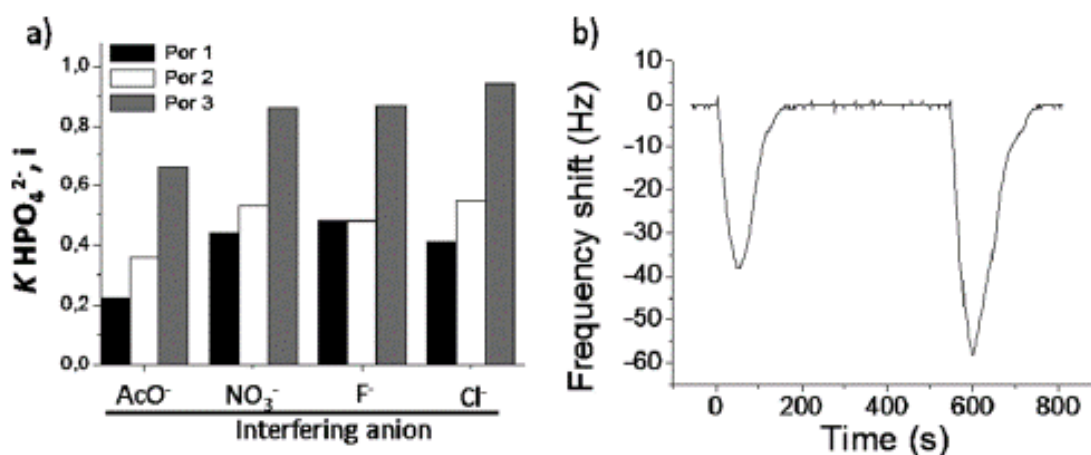 a)
Por 1
Por 2
Por 3
K HPO₄²⁻, i
1,0
0,8
0,6
0,4
0,2
0,0
AcO⁻ NO₃⁻ F⁻ Cl⁻
Interfering anion
b)
Frequency shift (Hz)
10
0
-10
-20
-30
-40
-50
-60
0 200 400 600 800
Time (s)